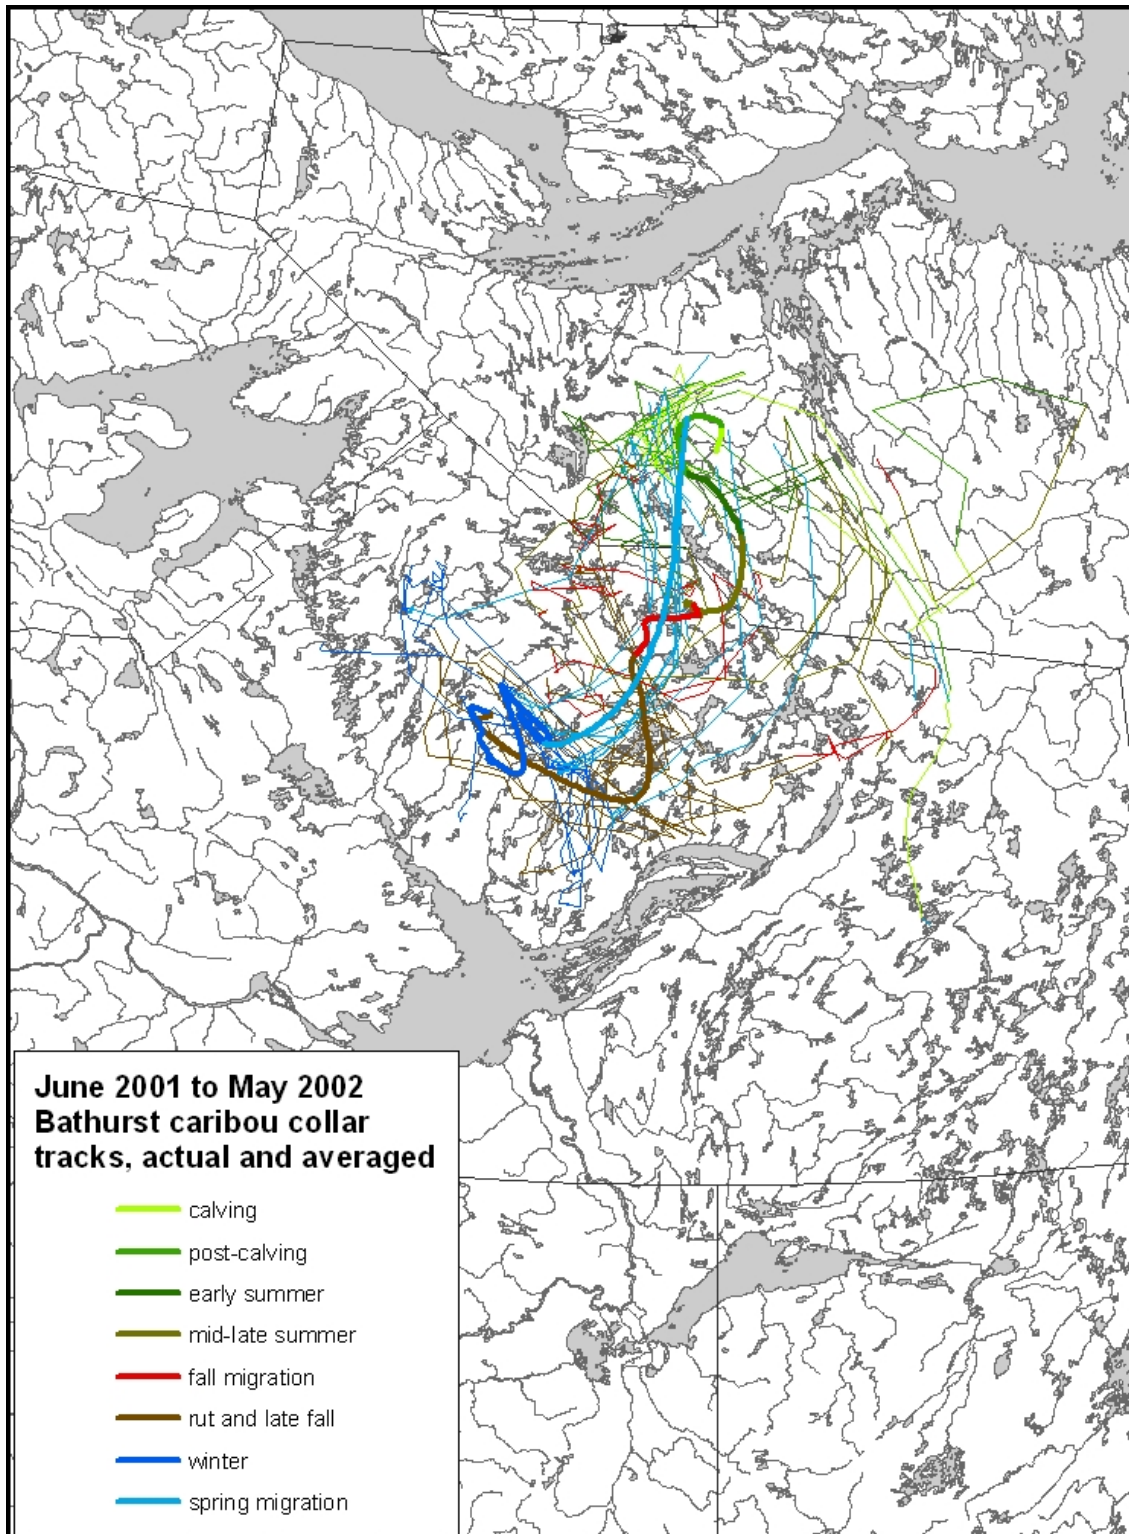 June 2001 to May 2002
Bathurst caribou collar
tracks, actual and averaged
calving
post-calving
early summer
mid-late summer
fall migration
rut and late fall
winter
spring migration